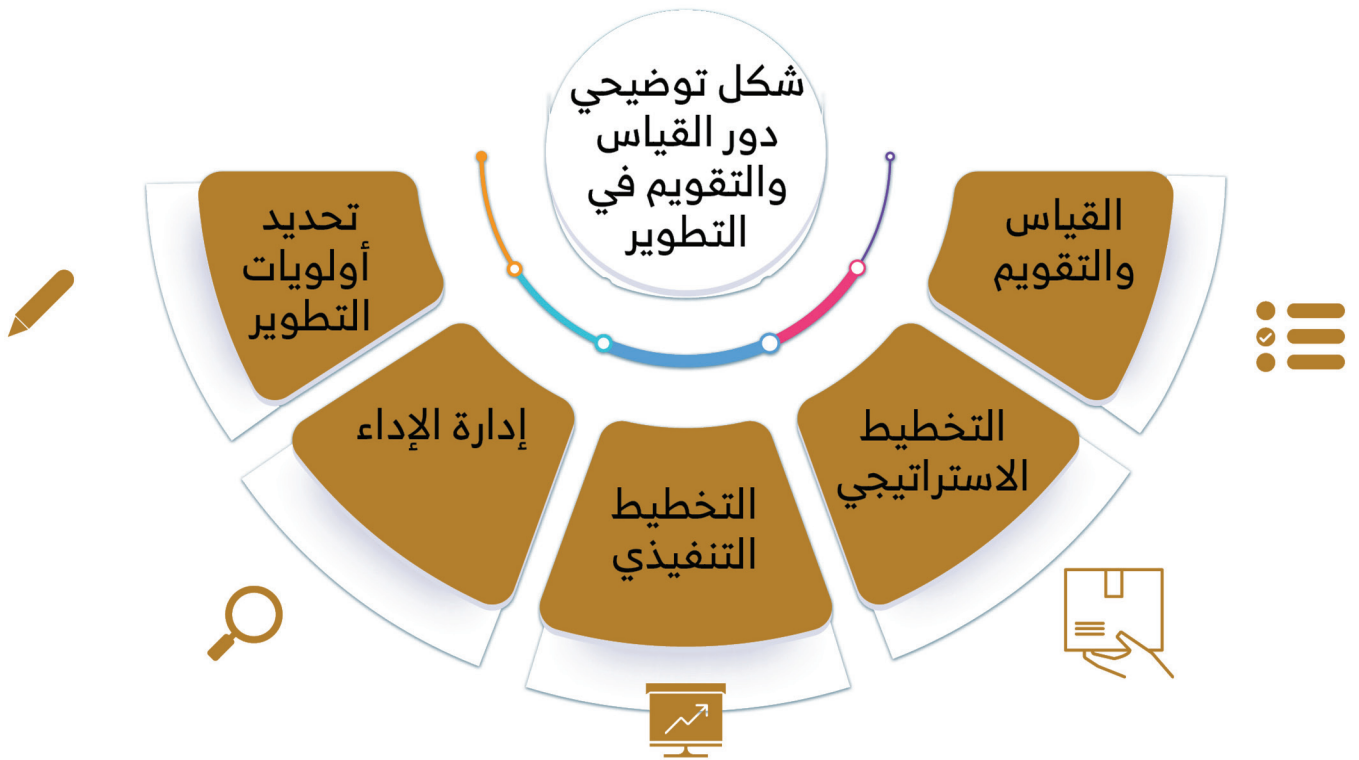 شكل توضيحي
دور القياس
والتقويم في
التطوير
القياس
والتقويم
التخطيط
الاستراتيجي
التخطيط
التنفيذي
إدارة الإداء
تحديد
أولويات
التطوير